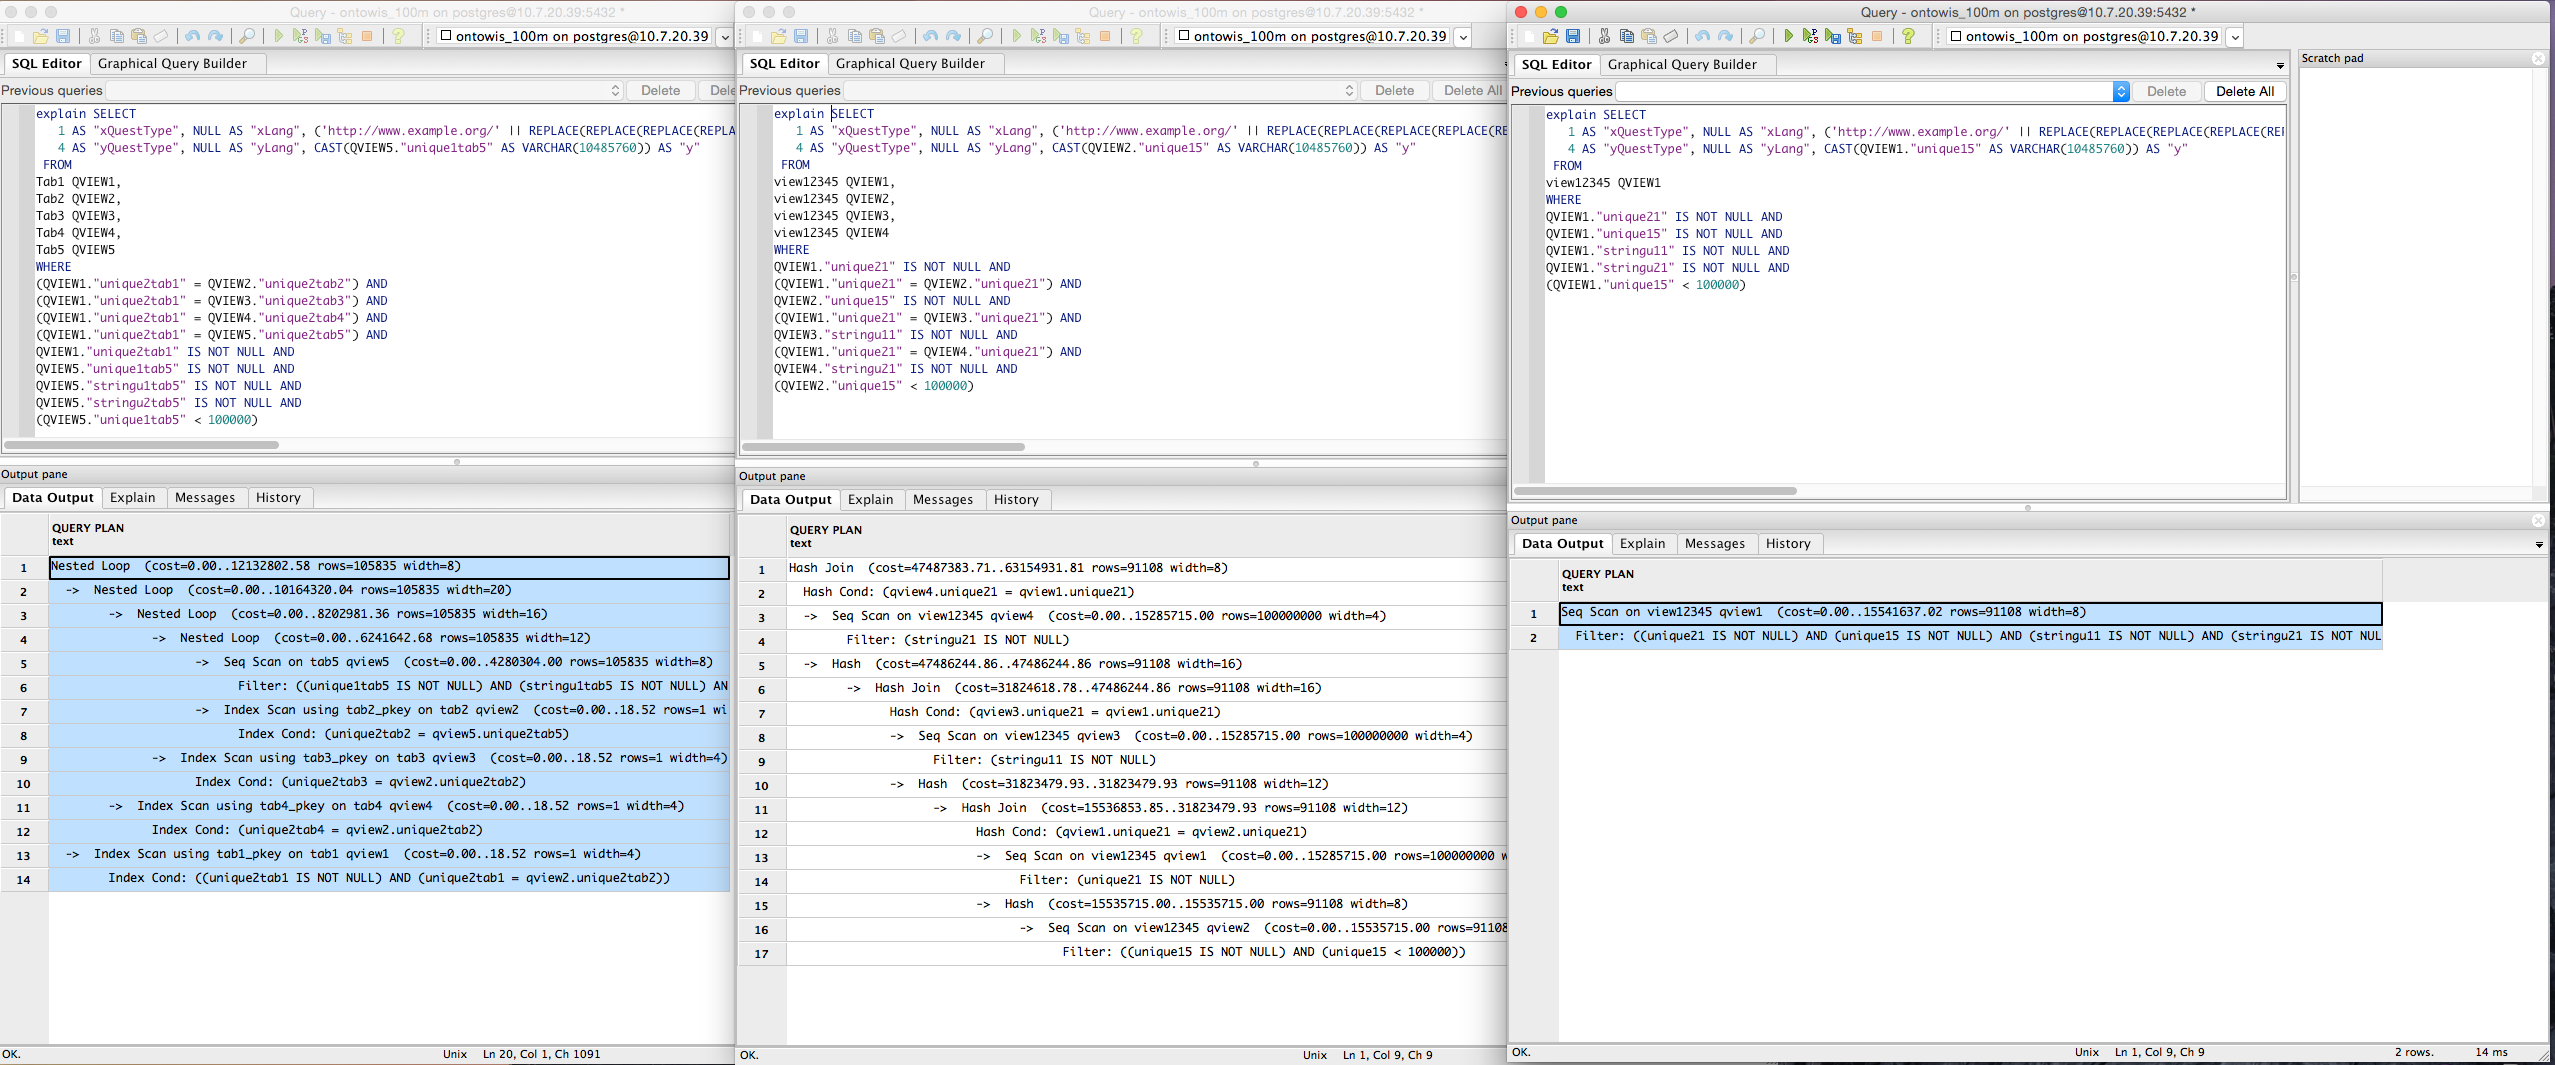 Query - ontowis_100m on postgres@10.7.20.39:5432 *
ontowis_100m on postgres@10.7.20.39
SQL Editor
Graphical Query Builder
Previous queries
Delete
Dele
explain SELECT
1 AS "xQuestType", NULL AS "xLang", ('http://www.example.org/' || REPLACE(REPLACE(REPLACE(REPLA
4 AS "yQuestType", NULL AS "yLang", CAST(QVIEW5."unique1tab5" AS VARCHAR(10485760)) AS "y"
FROM
Tab1 QVIEW1,
Tab2 QVIEW2,
Tab3 QVIEW3,
Tab4 QVIEW4,
Tab5 QVIEW5
WHERE
(QVIEW1."unique2tab1" = QVIEW2."unique2tab2") AND
(QVIEW1."unique2tab1" = QVIEW3."unique2tab3") AND
(QVIEW1."unique2tab1" = QVIEW4."unique2tab4") AND
(QVIEW1."unique2tab1" = QVIEW5."unique2tab5") AND
QVIEW1."unique2tab1" IS NOT NULL AND
QVIEW5."unique1tab5" IS NOT NULL AND
QVIEW5."stringu1tab5" IS NOT NULL AND
QVIEW5."stringu2tab5" IS NOT NULL AND
(QVIEW5."unique1tab5" < 100000)
Output pane
Data Output
Explain
Messages
History
QUERY PLAN
text
1 Nested Loop (cost=0.00..12132802.58 rows=105835 width=8)
2 -> Nested Loop (cost=0.00..10164320.04 rows=105835 width=20)
3 -> Nested Loop (cost=0.00..8202981.36 rows=105835 width=16)
4 -> Nested Loop (cost=0.00..6241642.68 rows=105835 width=12)
5 -> Seq Scan on tab5 qview5 (cost=0.00..4280304.00 rows=105835 width=8)
6 Filter: ((unique1tab5 IS NOT NULL) AND (stringu1tab5 IS NOT NULL) AN
7 -> Index Scan using tab2_pkey on tab2 qview2 (cost=0.00..18.52 rows=1 wi
8 Index Cond: (unique2tab2 = qview5.unique2tab5)
9 -> Index Scan using tab3_pkey on tab3 qview3 (cost=0.00..18.52 rows=1 width=4)
10 Index Cond: (unique2tab3 = qview2.unique2tab2)
11 -> Index Scan using tab4_pkey on tab4 qview4 (cost=0.00..18.52 rows=1 width=4)
12 Index Cond: (unique2tab4 = qview2.unique2tab2)
13 -> Index Scan using tab1_pkey on tab1 qview1 (cost=0.00..18.52 rows=1 width=4)
14 Index Cond: ((unique2tab1 IS NOT NULL) AND (unique2tab1 = qview2.unique2tab2))
OK.
Unix
Ln 20, Col 1, Ch 1091
Query - ontowis_100m on postgres@10.7.20.39:5432 *
ontowis_100m on postgres@10.7.20.39
SQL Editor
Graphical Query Builder
Previous queries
Delete
Delete All
explain SELECT
1 AS "xQuestType", NULL AS "xLang", ('http://www.example.org/' || REPLACE(REPLACE(REPLACE(REPLACE(RE
4 AS "yQuestType", NULL AS "yLang", CAST(QVIEW2."unique15" AS VARCHAR(10485760)) AS "y"
FROM
view12345 QVIEW1,
view12345 QVIEW2,
view12345 QVIEW3,
view12345 QVIEW4
WHERE
QVIEW1."unique21" IS NOT NULL AND
(QVIEW1."unique21" = QVIEW2."unique21") AND
QVIEW2."unique15" IS NOT NULL AND
(QVIEW1."unique21" = QVIEW3."unique21") AND
QVIEW3."stringu11" IS NOT NULL AND
(QVIEW1."unique21" = QVIEW4."unique21") AND
QVIEW4."stringu21" IS NOT NULL AND
(QVIEW2."unique15" < 100000)
Output pane
Data Output
Explain
Messages
History
QUERY PLAN
text
1 Hash Join (cost=47487383.71..63154931.81 rows=91108 width=8)
2 Hash Cond: (qview4.unique21 = qview1.unique21)
3 -> Seq Scan on view12345 qview4 (cost=0.00..15285715.00 rows=100000000 width=4)
4 Filter: (stringu21 IS NOT NULL)
5 -> Hash (cost=47486244.86..47486244.86 rows=91108 width=16)
6 -> Hash Join (cost=31824618.78..47486244.86 rows=91108 width=16)
7 Hash Cond: (qview3.unique21 = qview1.unique21)
8 -> Seq Scan on view12345 qview3 (cost=0.00..15285715.00 rows=100000000 width=4)
9 Filter: (stringu11 IS NOT NULL)
10 -> Hash (cost=31823479.93..31823479.93 rows=91108 width=12)
11 -> Hash Join (cost=15536853.85..31823479.93 rows=91108 width=12)
12 Hash Cond: (qview1.unique21 = qview2.unique21)
13 -> Seq Scan on view12345 qview1 (cost=0.00..15285715.00 rows=100000000 w
14 Filter: (unique21 IS NOT NULL)
15 -> Hash (cost=15535715.00..15535715.00 rows=91108 width=8)
16 -> Seq Scan on view12345 qview2 (cost=0.00..15535715.00 rows=91108
17 Filter: ((unique15 IS NOT NULL) AND (unique15 < 100000))
OK.
Unix
Ln 1, Col 9, Ch 9
Query - ontowis_100m on postgres@10.7.20.39:5432 *
ontowis_100m on postgres@10.7.20.39
SQL Editor
Graphical Query Builder
Previous queries
Delete
Delete All
Scratch pad
explain SELECT
1 AS "xQuestType", NULL AS "xLang", ('http://www.example.org/' || REPLACE(REPLACE(REPLACE(REPLACE(REI
4 AS "yQuestType", NULL AS "yLang", CAST(QVIEW1."unique15" AS VARCHAR(10485760)) AS "y"
FROM
view12345 QVIEW1
WHERE
QVIEW1."unique21" IS NOT NULL AND
QVIEW1."unique15" IS NOT NULL AND
QVIEW1."stringu11" IS NOT NULL AND
QVIEW1."stringu21" IS NOT NULL AND
(QVIEW1."unique15" < 100000)
Output pane
Data Output
Explain
Messages
History
QUERY PLAN
text
1 Seq Scan on view12345 qview1 (cost=0.00..15541637.02 rows=91108 width=8)
2 Filter: ((unique21 IS NOT NULL) AND (unique15 IS NOT NULL) AND (stringu11 IS NOT NULL) AND (stringu21 IS NOT NUL
OK.
Unix
Ln 1, Col 9, Ch 9
2 rows.
14 ms